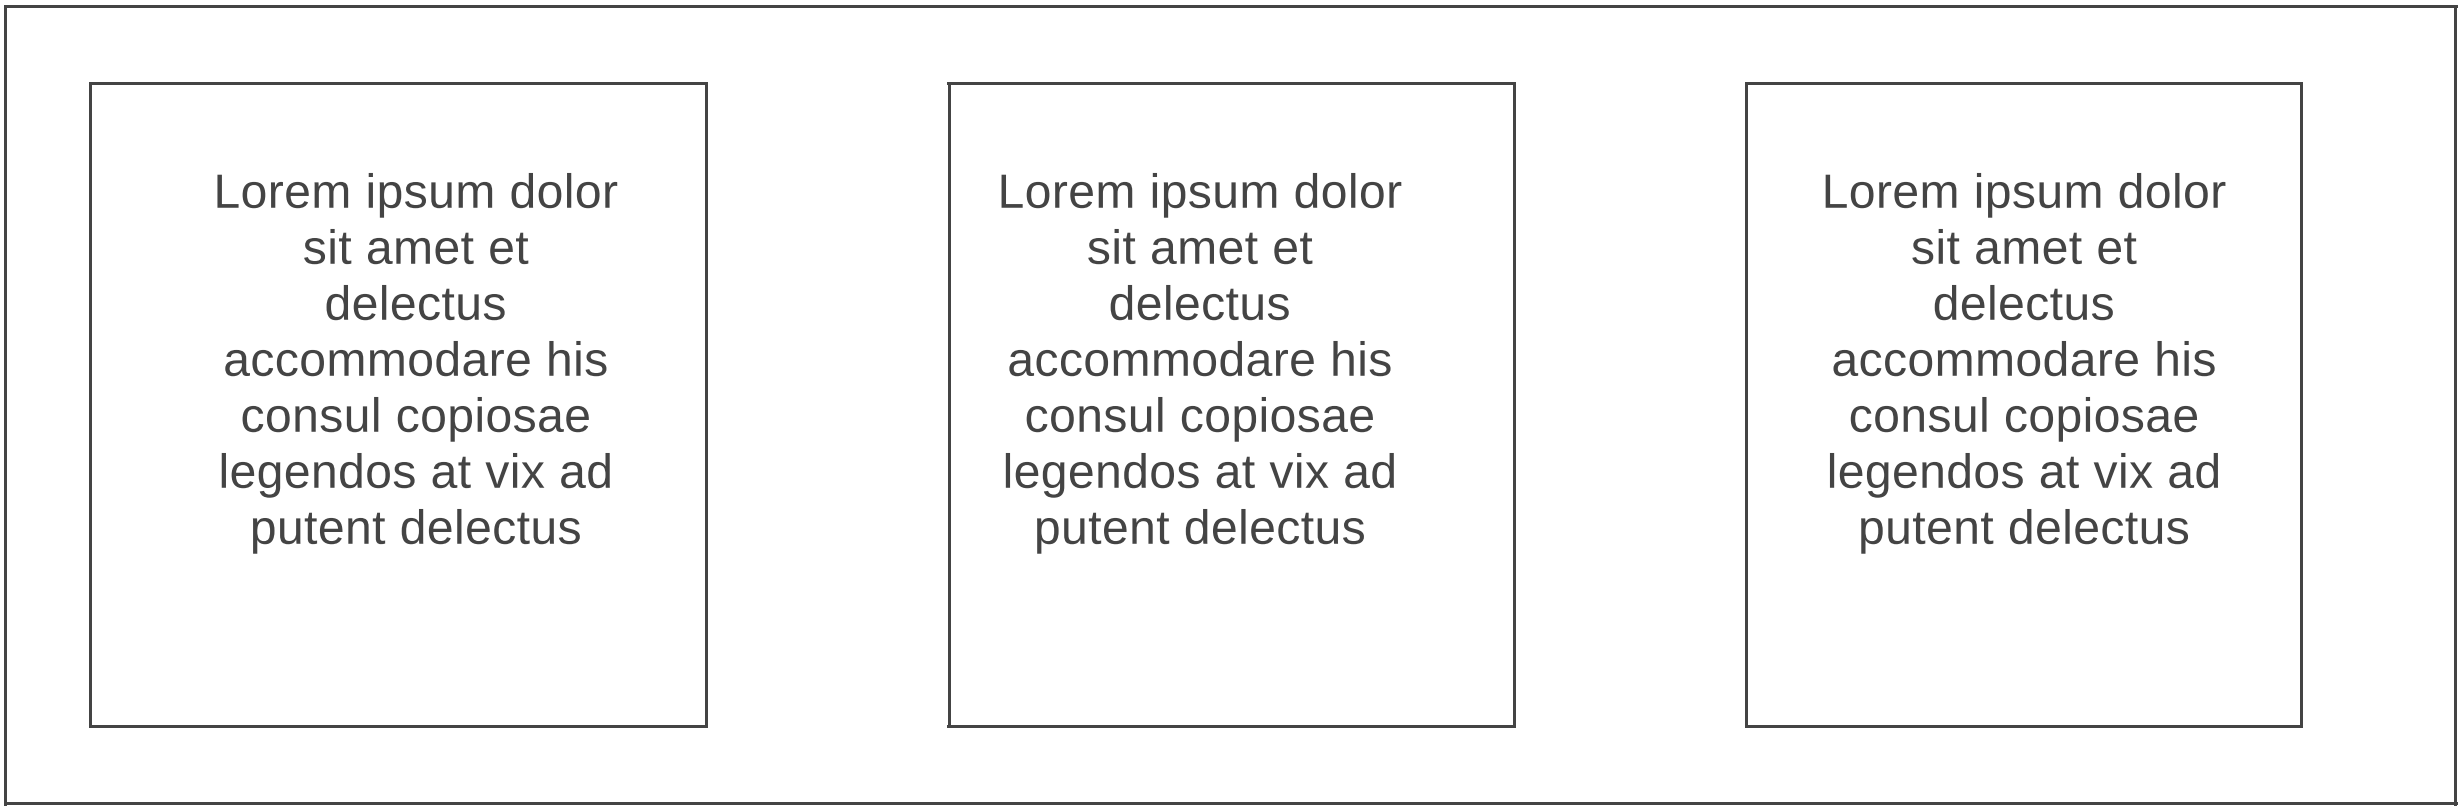 Lorem ipsum dolor
sit amet et
delectus
accommodare his
consul copiosae
legendos at vix ad
putent delectus
Lorem ipsum dolor
sit amet et
delectus
accommodare his
consul copiosae
legendos at vix ad
putent delectus
Lorem ipsum dolor
sit amet et
delectus
accommodare his
consul copiosae
legendos at vix ad
putent delectus